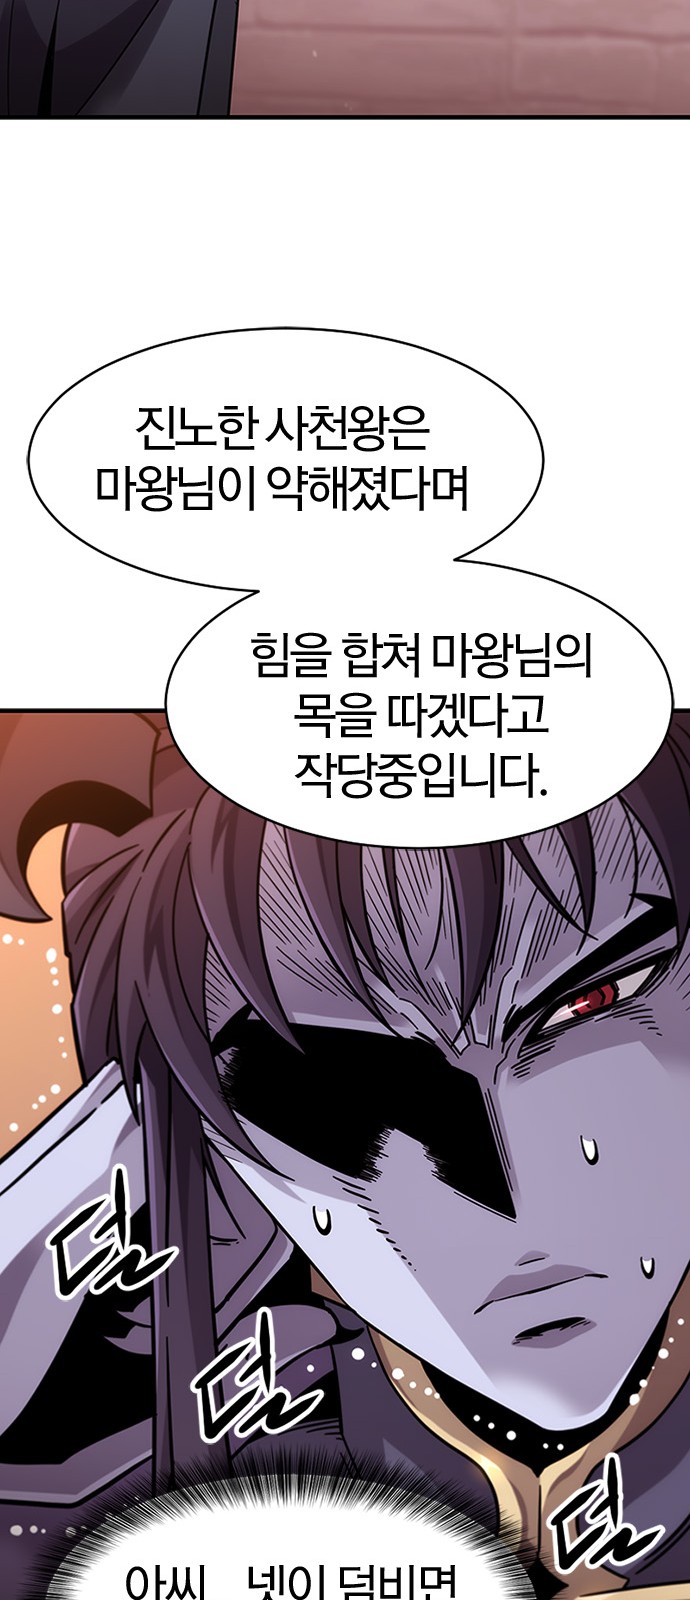 진노한 사천왕은
마왕님이 약해졌다며
힘을 합쳐 마왕님의
목을 따겠다고
작당중입니다.
덜
덜
덜
아씨... 넷이 덤비면